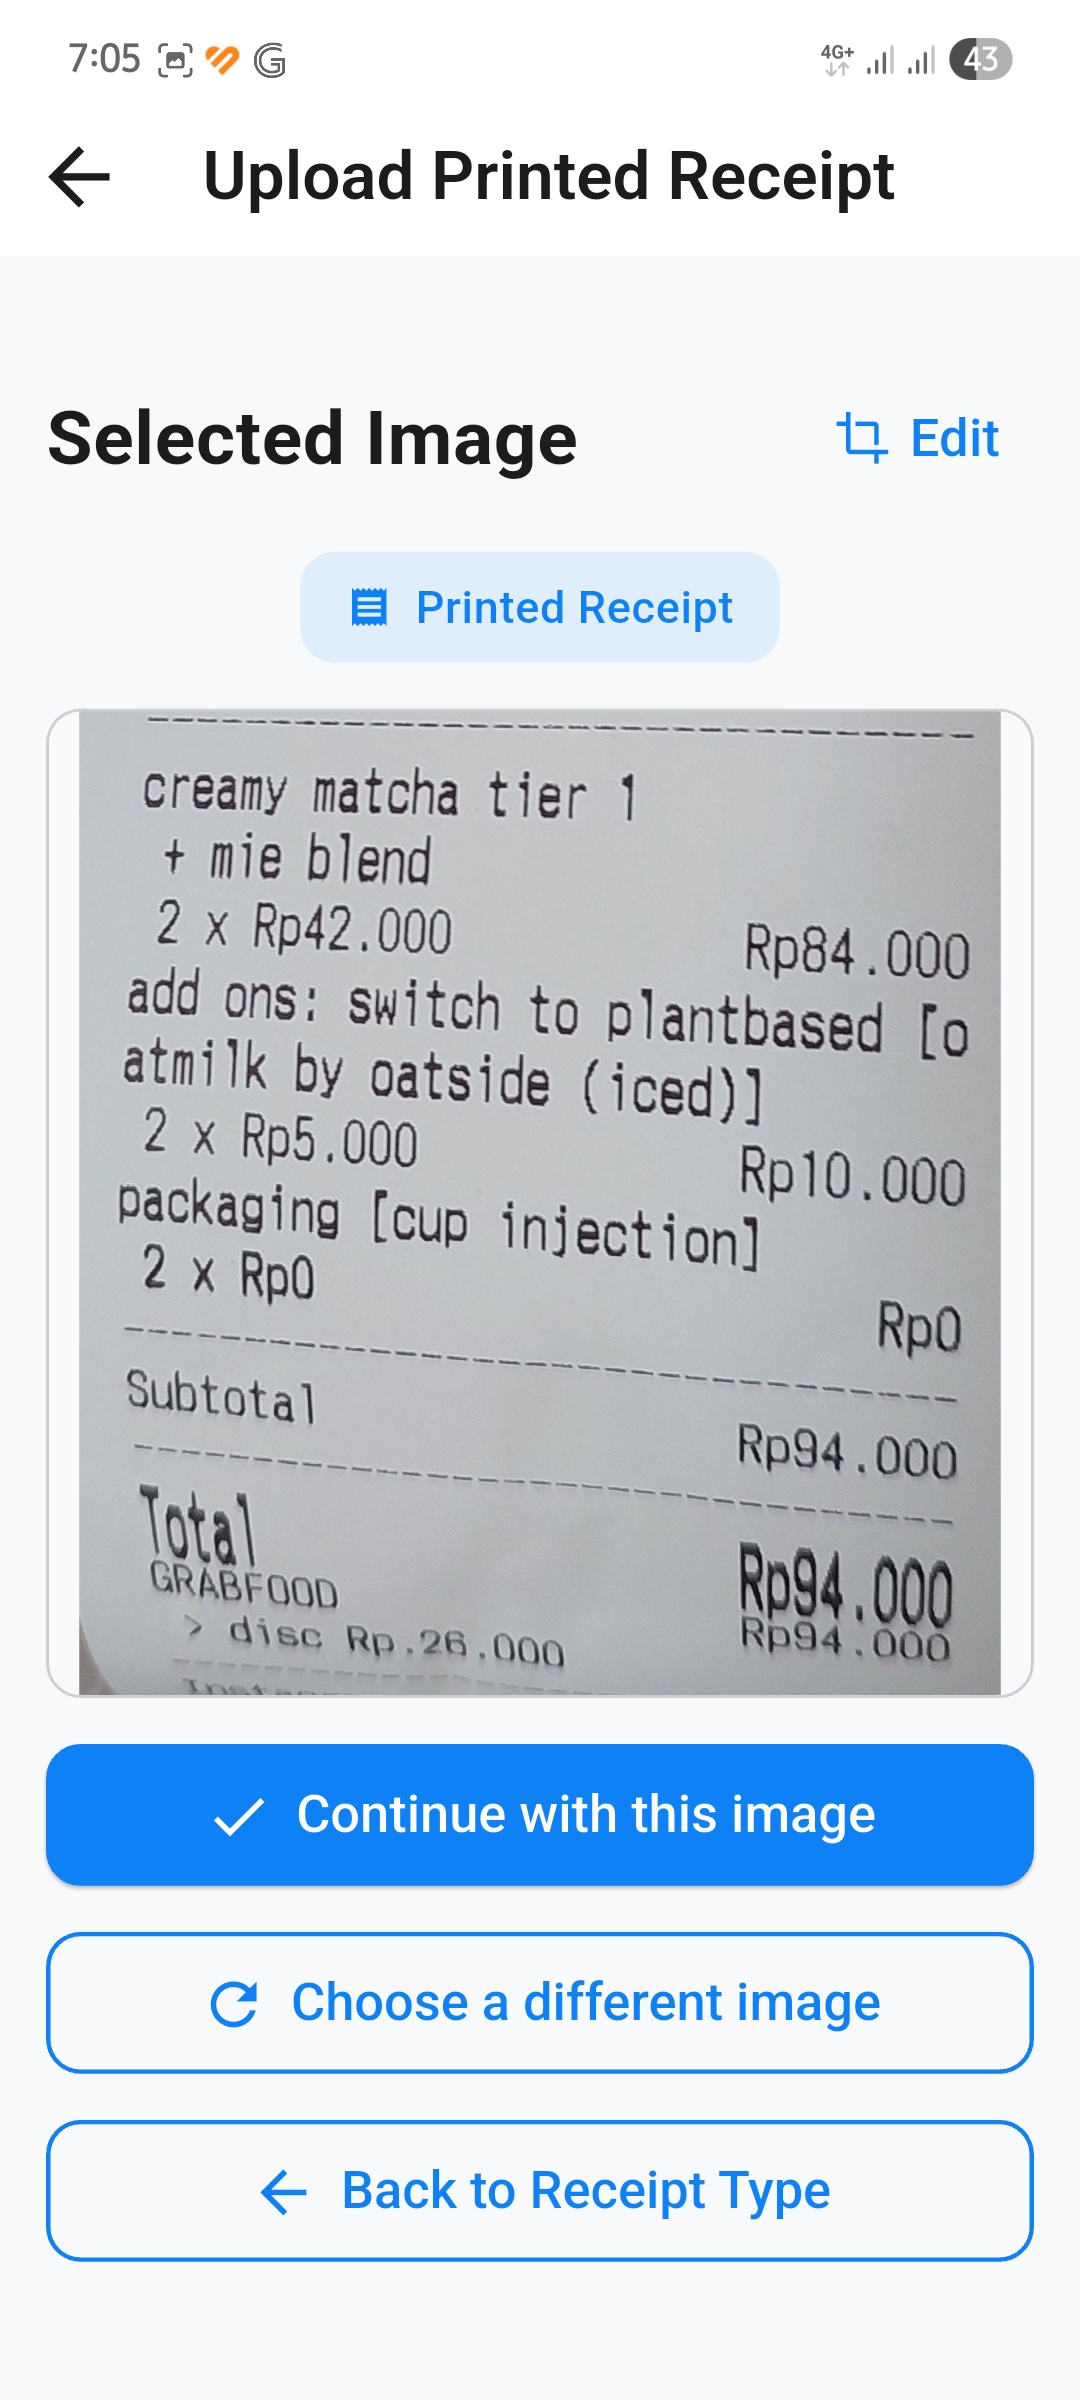 7:05
4G+
43
Upload Printed Receipt
Selected Image
Edit
Printed Receipt
creamy matcha tier 1
+ mie blend
2 x Rp42.000
Rp84.000
add ons: switch to plantbased [o
atmilk by oatside (iced)]
2 x Rp5.000
Rp10.000
packaging [cup injection]
2 x Rp0
Rp0
Subtotal
Rp94.000
Total
Rp94.000
GRABFOOD
Rp94.000
> disc Rp.26.000
Continue with this image
Choose a different image
Back to Receipt Type